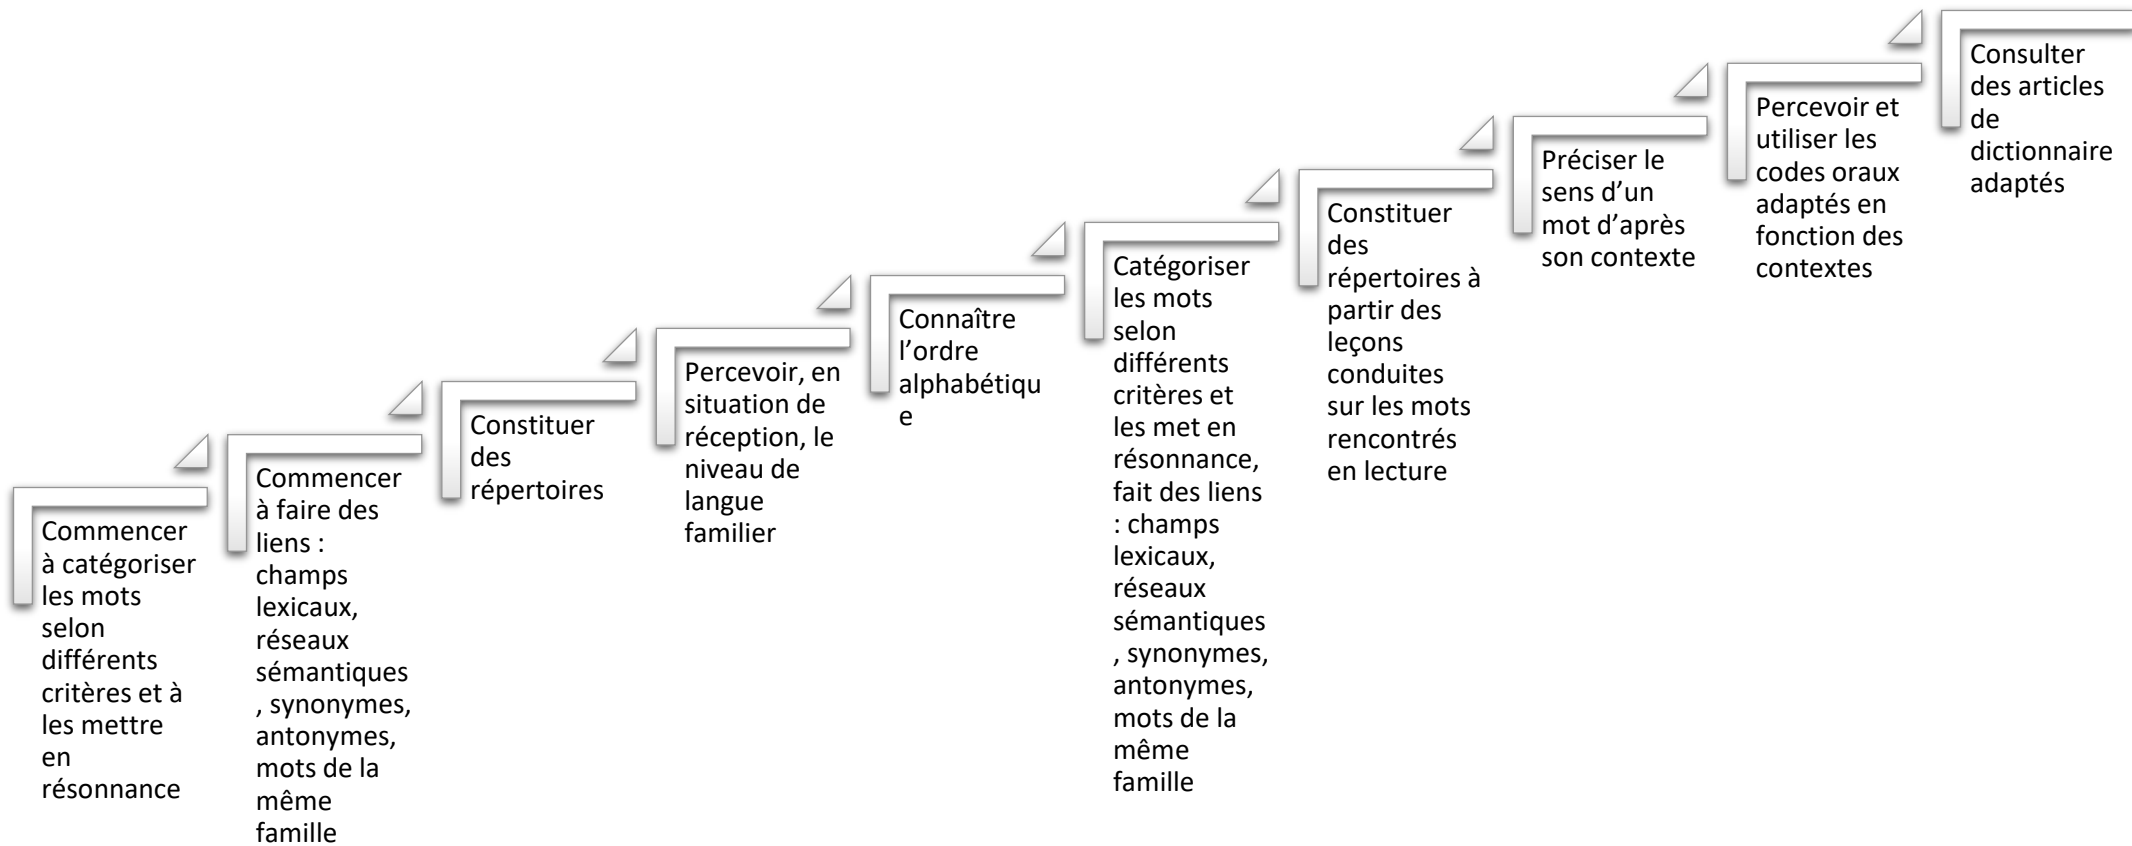 Commencer
à catégoriser
les mots
selon
différents
critères et à
les mettre
en
résonnance
Commencer
à faire des
liens :
champs
lexicaux,
réseaux
sémantiques
, synonymes,
antonymes,
mots de la
même
famille
Constituer
des
répertoires
Percevoir, en
situation de
réception, le
niveau de
langue
familier
Connaître
l’ordre
alphabétiqu
e
Catégoriser
les mots
selon
différents
critères et
les met en
résonnance,
fait des liens
: champs
lexicaux,
réseaux
sémantiques
, synonymes,
antonymes,
mots de la
même
famille
Constituer
des
répertoires à
partir des
leçons
conduites
sur les mots
rencontrés
en lecture
Préciser le
sens d’un
mot d’après
son contexte
Percevoir et
utiliser les
codes oraux
adaptés en
fonction des
contextes
Consulter
des articles
de
dictionnaire
adaptés